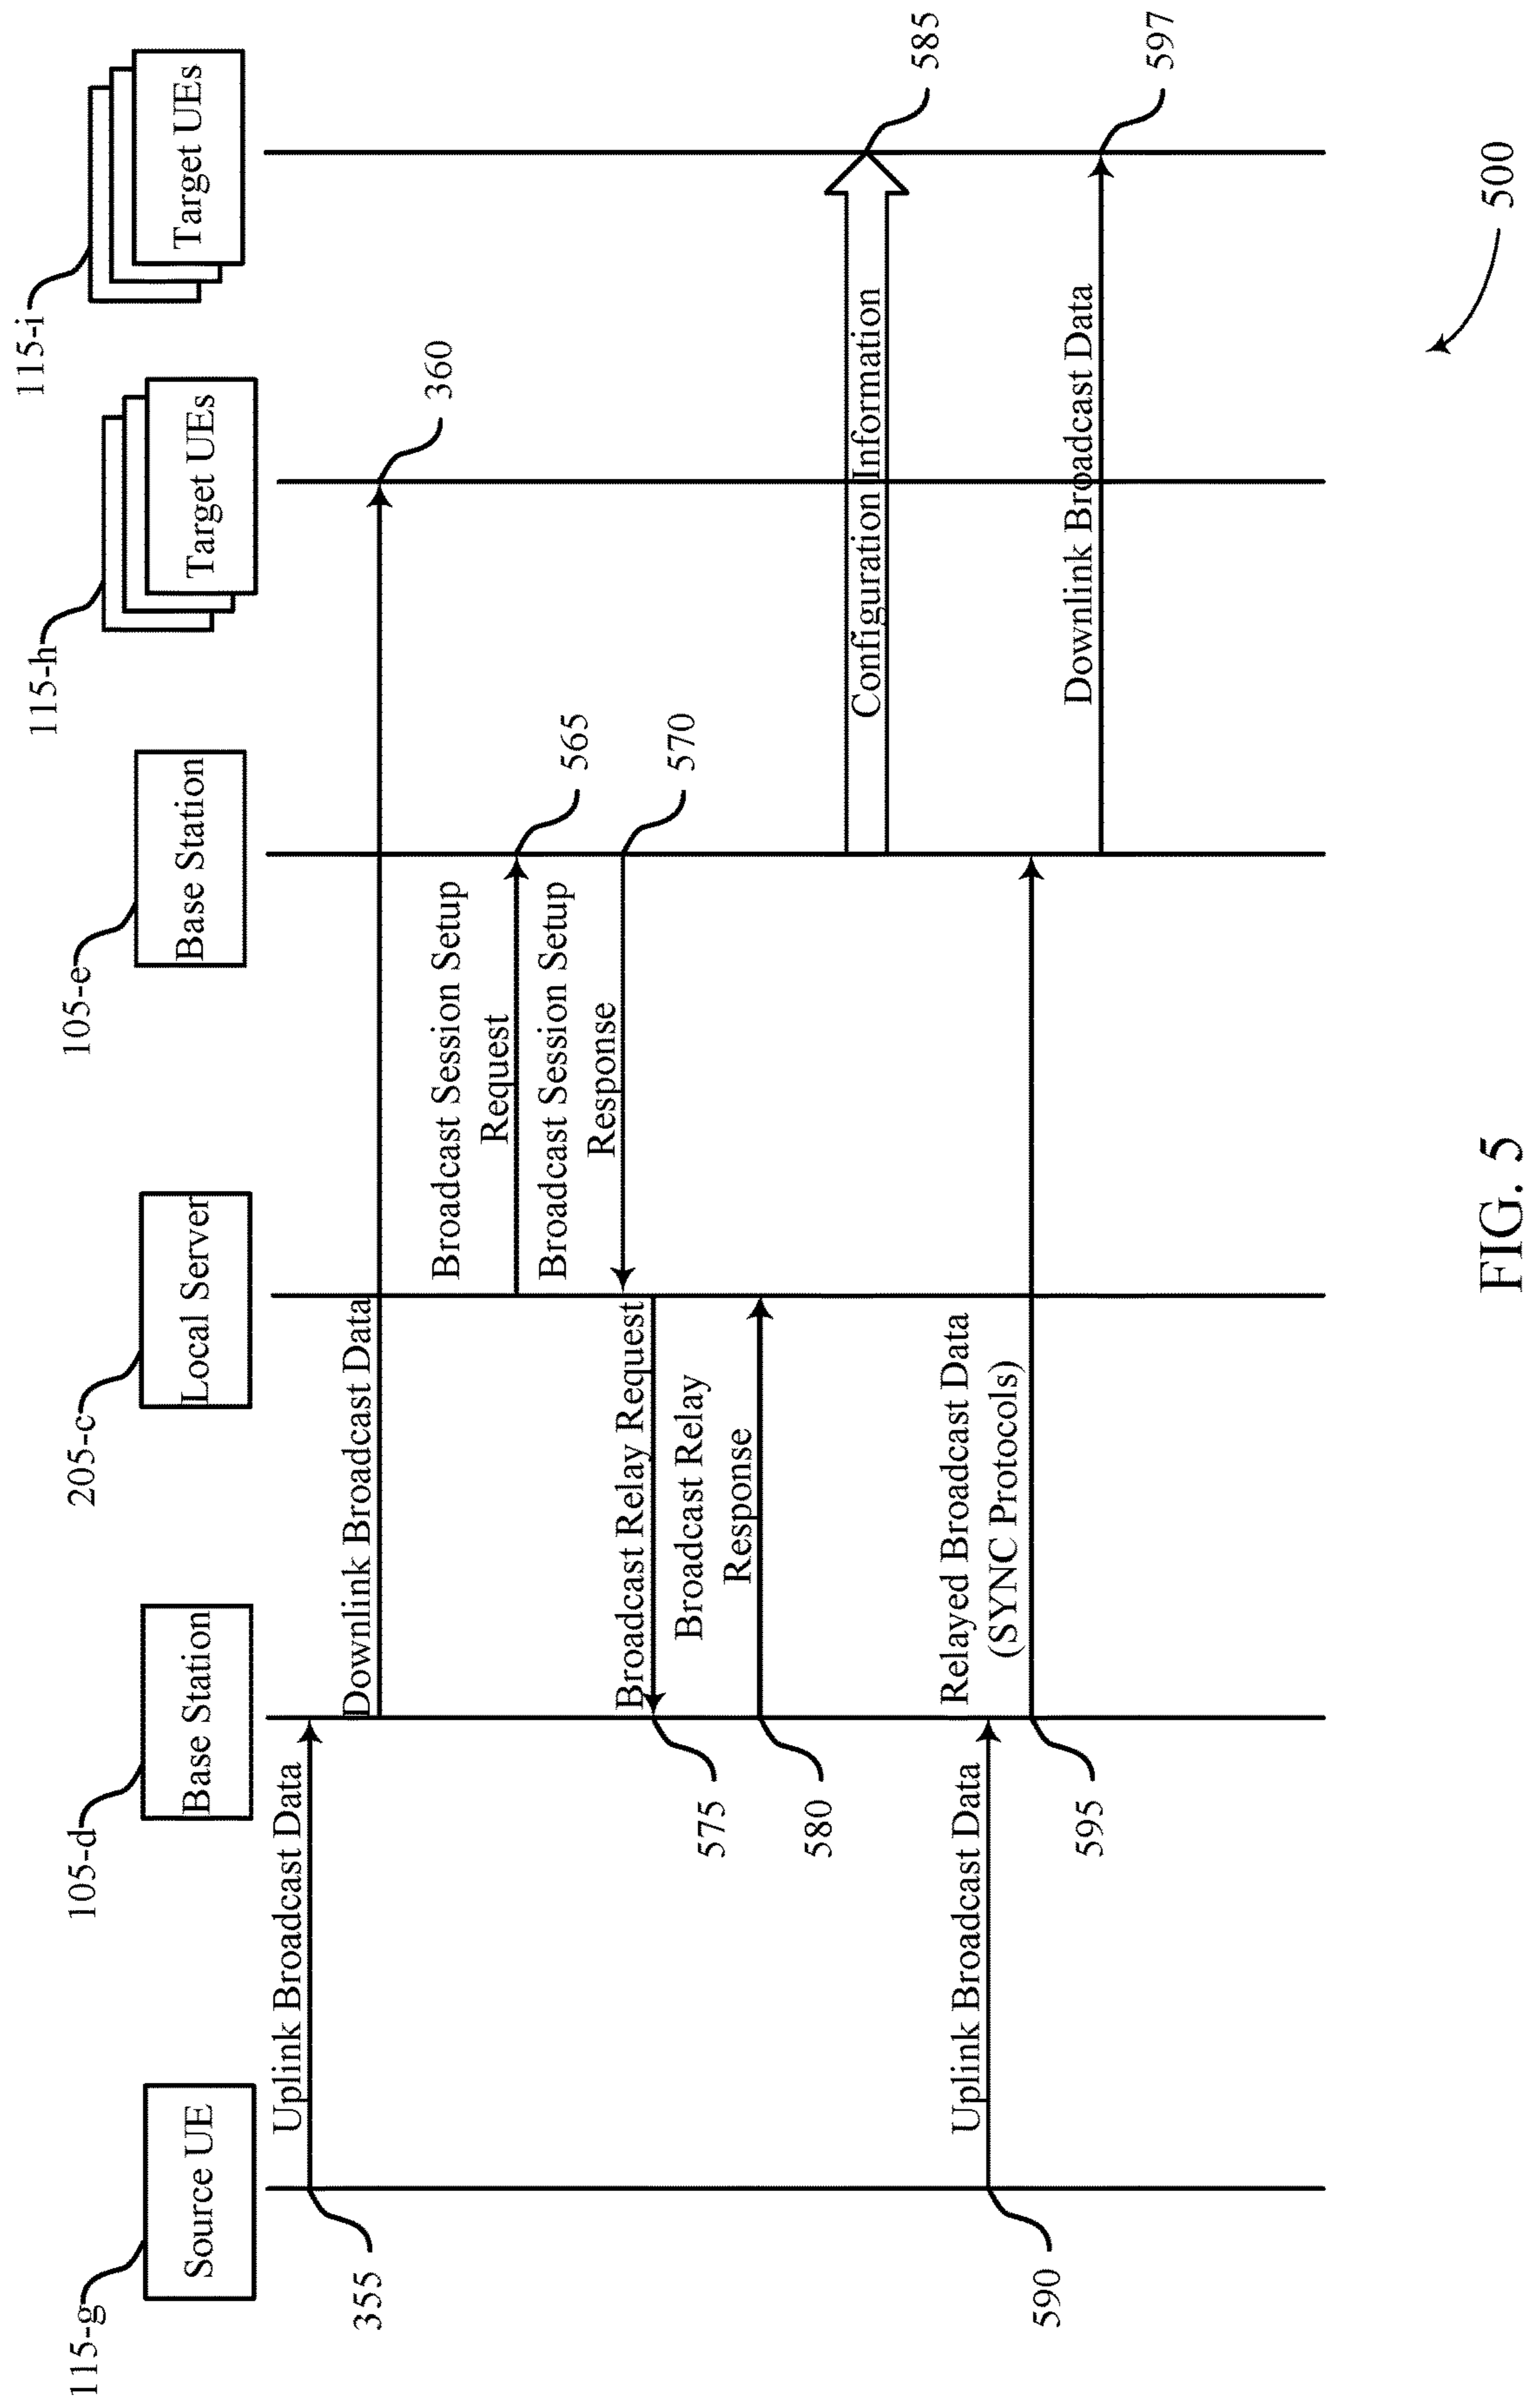 115-g
105-d
205-c
105-e
115-h
115-i
Source UE
Base Station
Local Server
Base Station
Target UEs
Target UEs
Uplink Broadcast Data
355
Downlink Broadcast Data
360
Broadcast Session Setup
Request
565
Broadcast Session Setup
Response
570
Broadcast Relay Request
575
Broadcast Relay
Response
580
Configuration Information
585
Uplink Broadcast Data
590
Relayed Broadcast Data
(SYNC Protocols)
595
Downlink Broadcast Data
597
500
FIG. 5